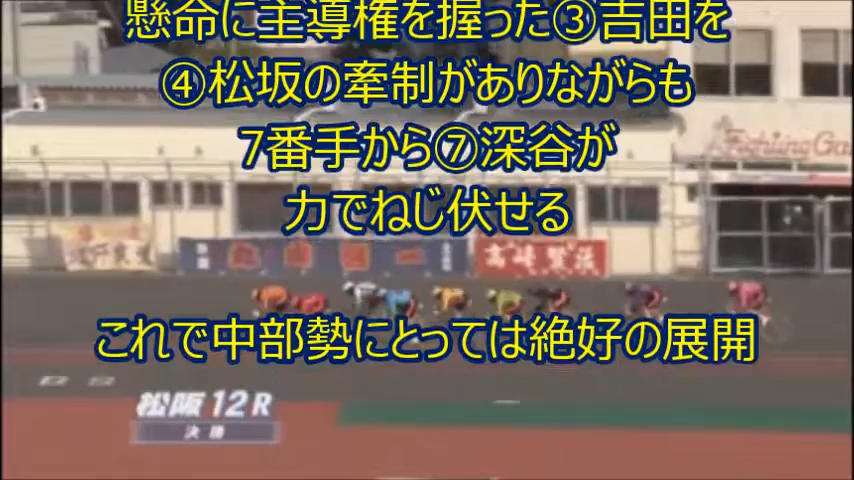 懸命に主導権を握った③吉田を
④松坂の牽制がありながらも
7番手から⑦深谷が
力でねじ伏せる
これで中部勢にとっては絶好の展開
松阪 12R
決勝